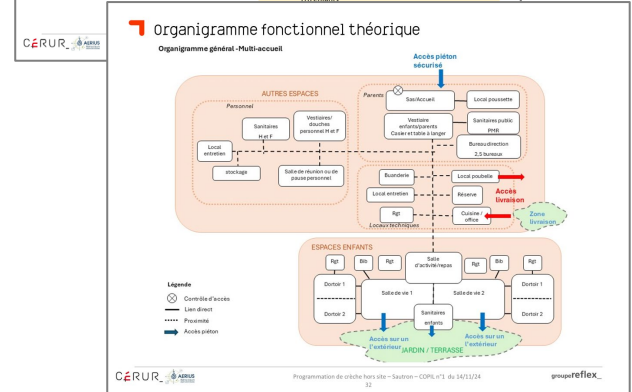 CÉRUR_ AERIUS
Organigramme fonctionnel théorique
Organigramme général -Multi-accueil
Accès piéton
sécurisé
AUTRES ESPACES
Personnel
Sanitaires
H et F
Vestiaires/
douches
personnel H et F
Local
entretien
stockage
Salle de réunion ou de
pause personnel
Parents
Sas/Accueil
Local poussette
Vestiaire
enfants/parents
Casier et table à langer
Sanitaires public
PMR
Bureau direction
2,5 bureaux
Buanderie
Local poubelle
Accès
livraison
Local entretien
Réserve
Rgt
Cuisine /
office
Zone
livraison
Locaux techniques
ESPACES ENFANTS
Rgt
Bib
Rgt
Salle
d'activité/repas
Rgt
Bib
Rgt
Dortoir 1
Salle de vie 1
Salle de vie 2
Dortoir 1
Dortoir 2
Sanitaires
enfants
Dortoir 2
Accès sur un
l'extérieur
Accès sur un
l'extérieur
JARDIN / TERRASSE
Légende
Contrôle d'accès
Lien direct
Proximité
Accès piéton
CÉRUR_ AERIUS
Programmation de crèche hors site – Sautron – COPIL n°1 du 14/11/24
32
groupereflex_